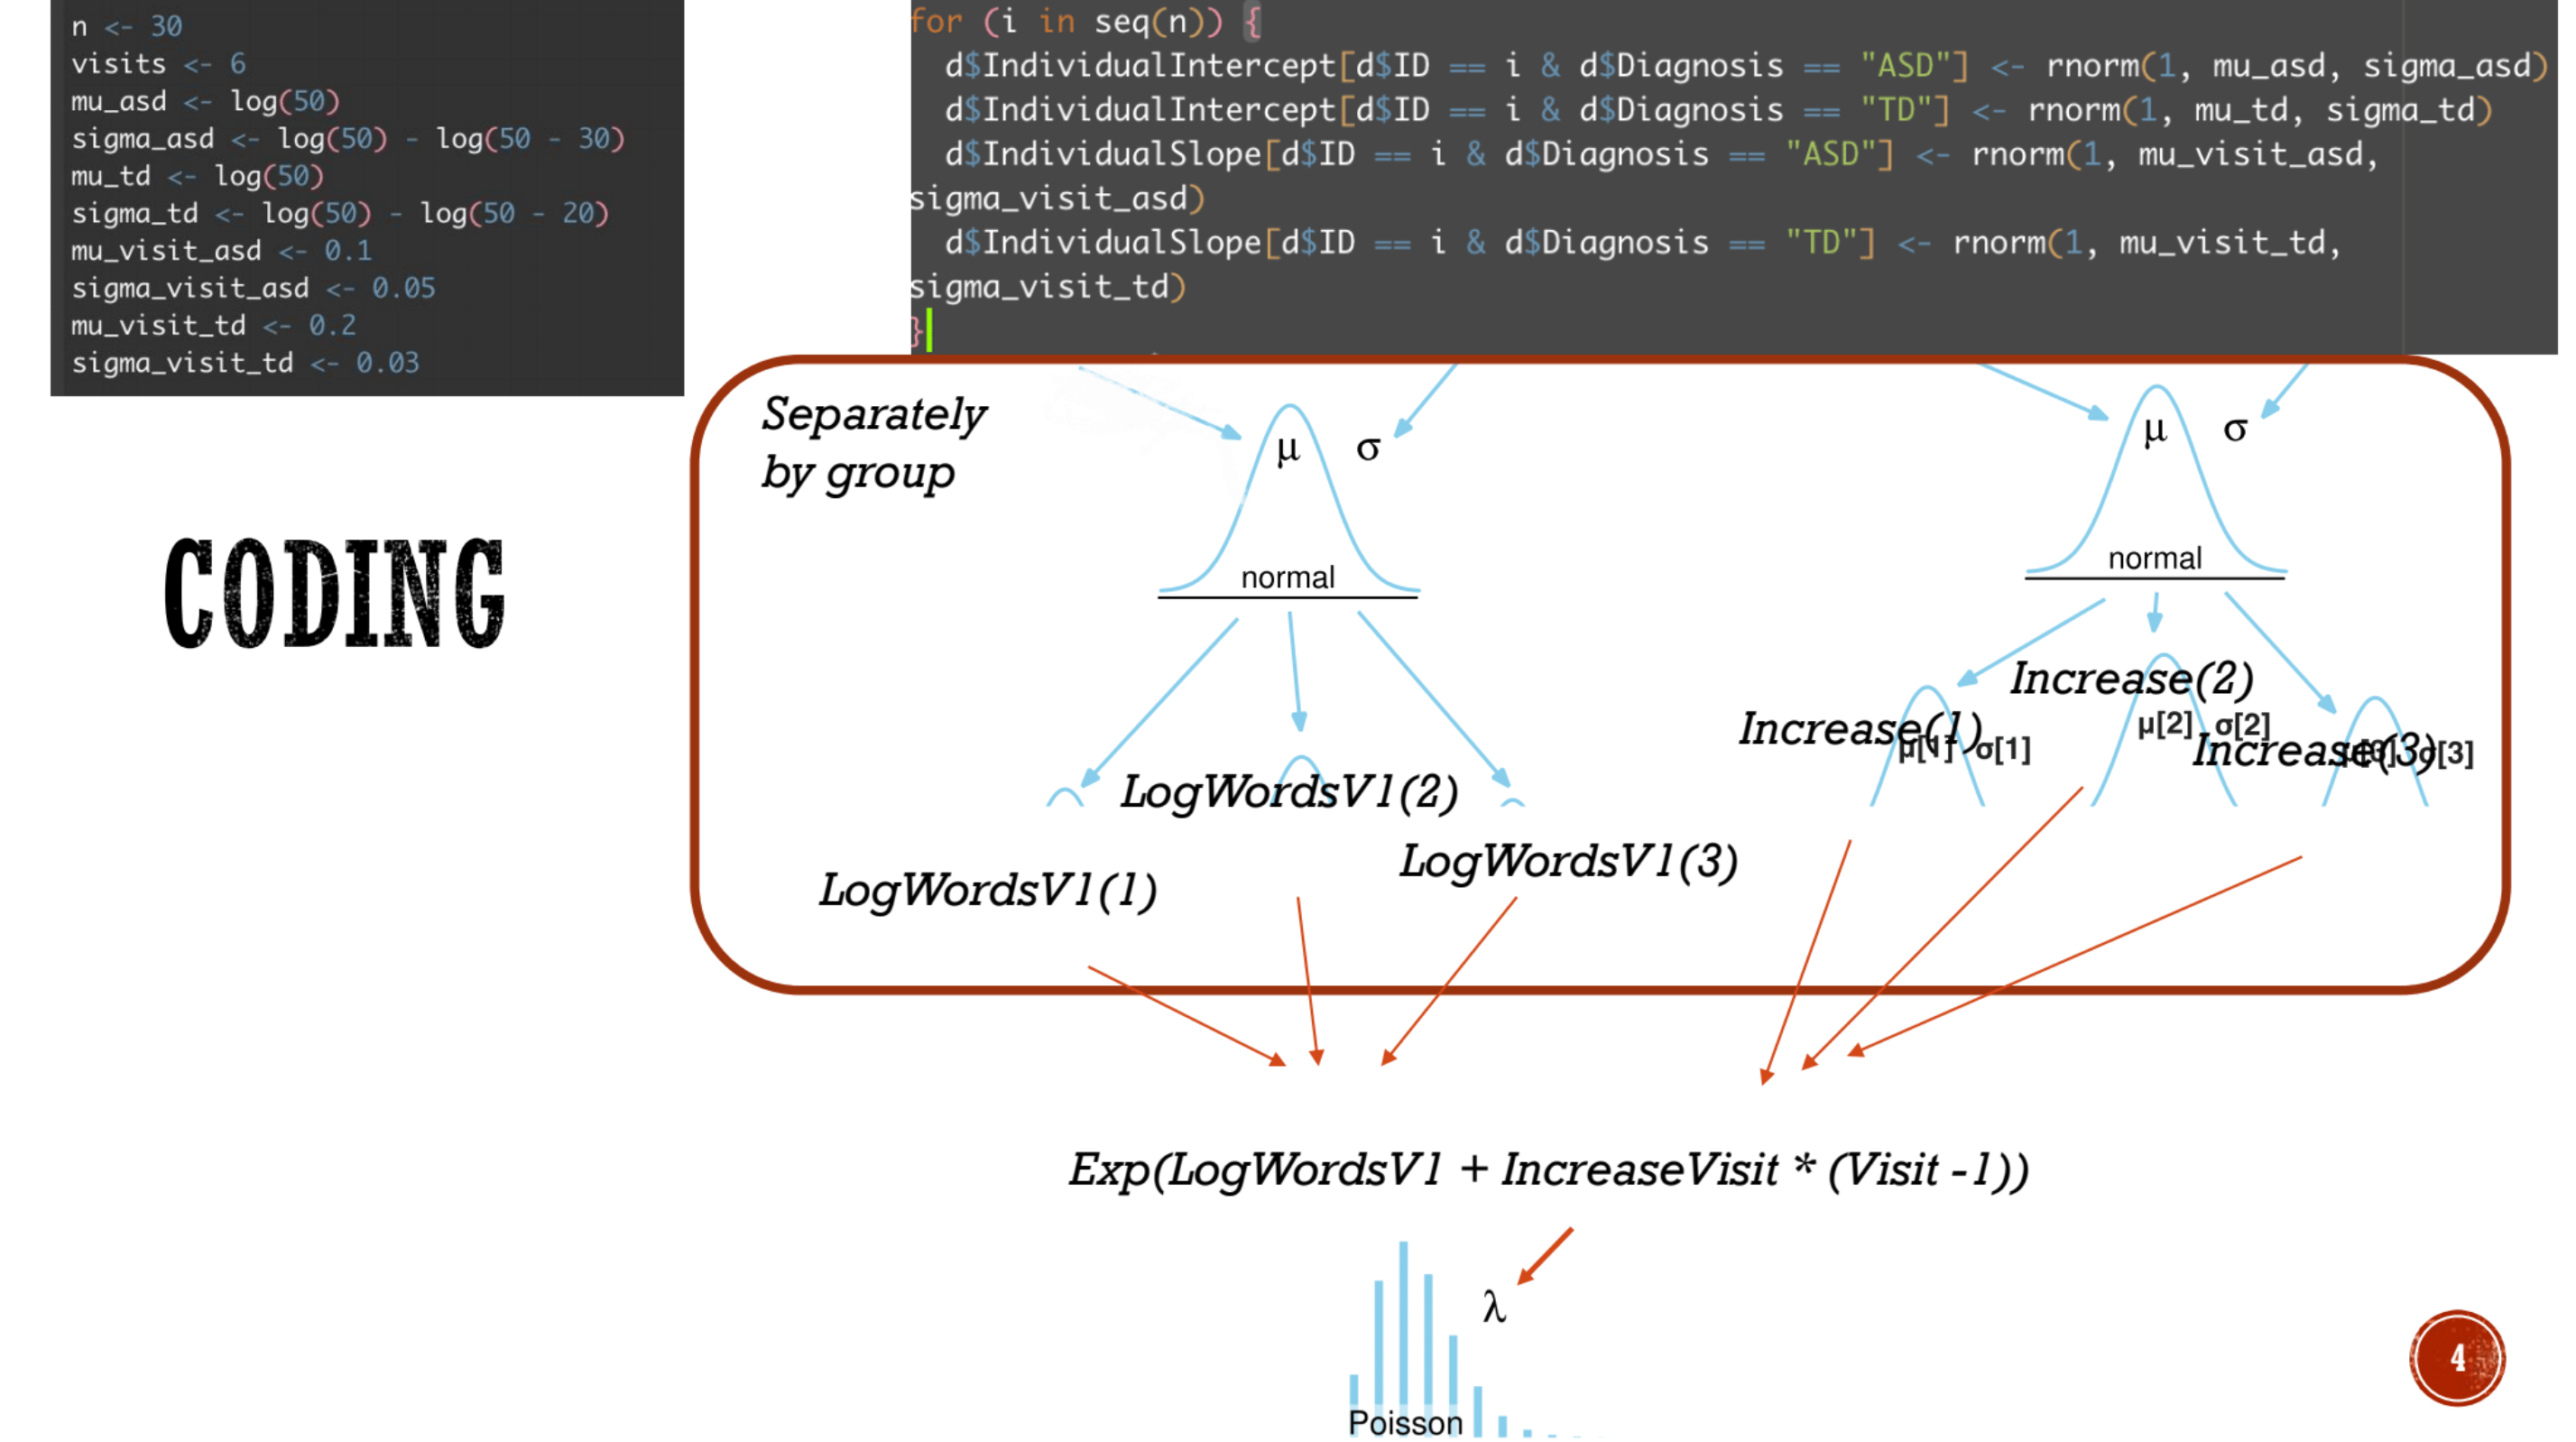 n <- 30
visits <- 6
mu_asd <- log(50)
sigma_asd <- log(50) - log(50 - 30)
mu_td <- log(50)
sigma_td <- log(50) - log(50 - 20)
mu_visit_asd <- 0.1
sigma_visit_asd <- 0.05
mu_visit_td <- 0.2
sigma_visit_td <- 0.03
for (i in seq(n)) {
d$IndividualIntercept[d$ID == i & d$Diagnosis == "ASD"] <- rnorm(1, mu_asd, sigma_asd)
d$IndividualIntercept[d$ID == i & d$Diagnosis == "TD"] <- rnorm(1, mu_td, sigma_td)
d$IndividualSlope[d$ID == i & d$Diagnosis == "ASD"] <- rnorm(1, mu_visit_asd,
sigma_visit_asd)
d$IndividualSlope[d$ID == i & d$Diagnosis == "TD"] <- rnorm(1, mu_visit_td,
sigma_visit_td)
}
CODING
Separately
by group
μ σ
normal
μ σ
normal
Increase(2)
Increase(1)
μ[1] σ[1]
μ[2] σ[2]
Increase(3)
μ[3] σ[3]
LogWordsV1(2)
LogWordsV1(3)
LogWordsV1(1)
Exp(LogWordsV1 + IncreaseVisit * (Visit -1))
λ
Poisson
4